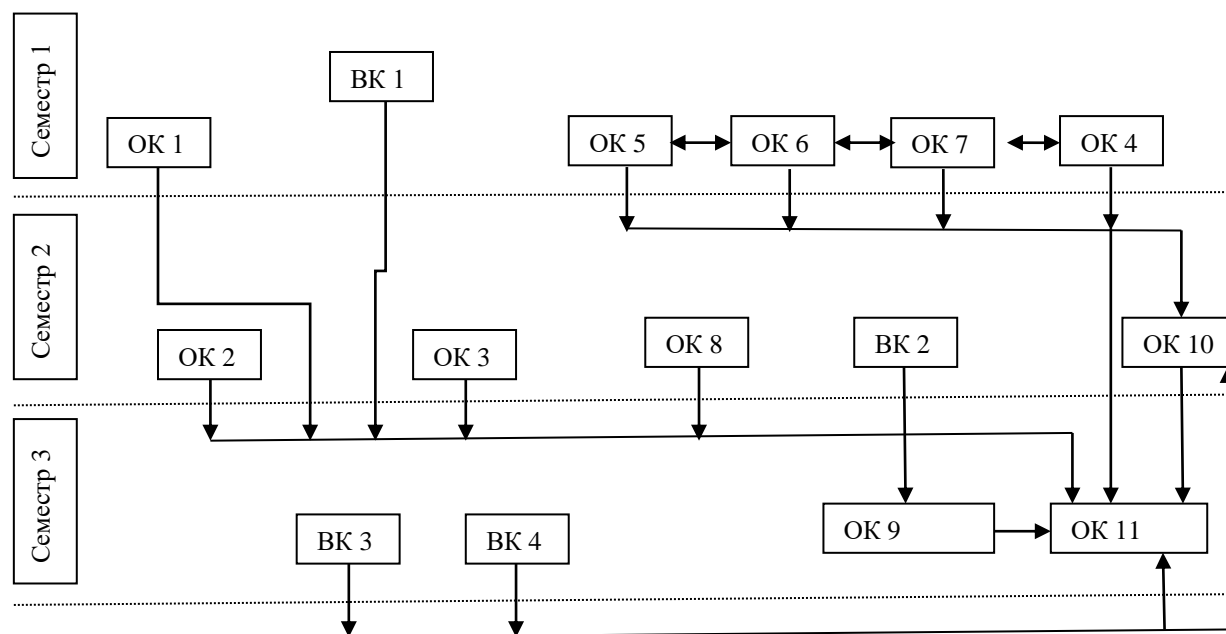 Семестр 1
ВК 1
ОК 1
ОК 5
ОК 6
ОК 7
ОК 4
Семестр 2
ОК 2
ОК 3
ОК 8
ВК 2
ОК 10
Семестр 3
ВК 3
ВК 4
ОК 9
ОК 11